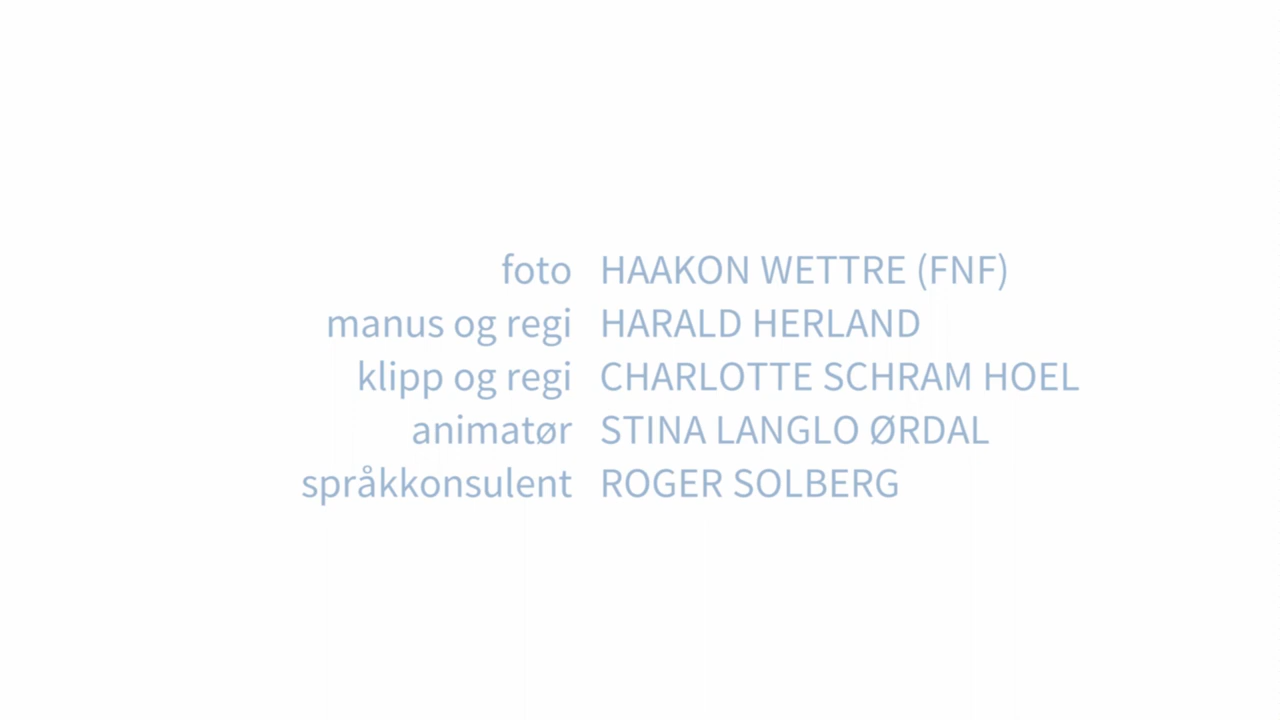 foto HAAKON WETTRE (FNF)
manus og regi HARALD HERLAND
klipp og regi CHARLOTTE SCHRAM HOEL
animatør STINA LANGLO ØRDAL
språkkonsulent ROGER SOLBERG